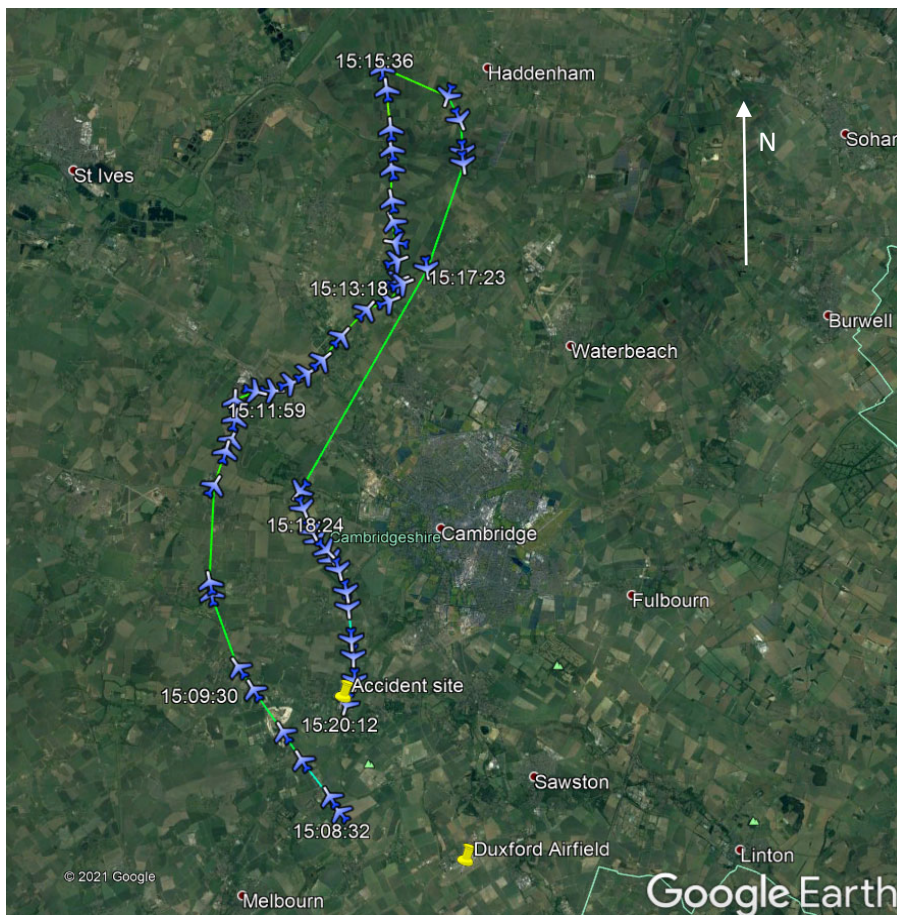 15:15:36
Haddenham
N
Soham
St Ives
15:17:23
15:13:18
Burwell
Waterbeach
15:11:59
15:18:24
Cambridgeshire
Cambridge
Fulbourn
Accident site
15:09:30
15:20:12
Sawston
15:08:32
Duxford Airfield
Linton
© 2021 Google
Melbourn
Google Earth